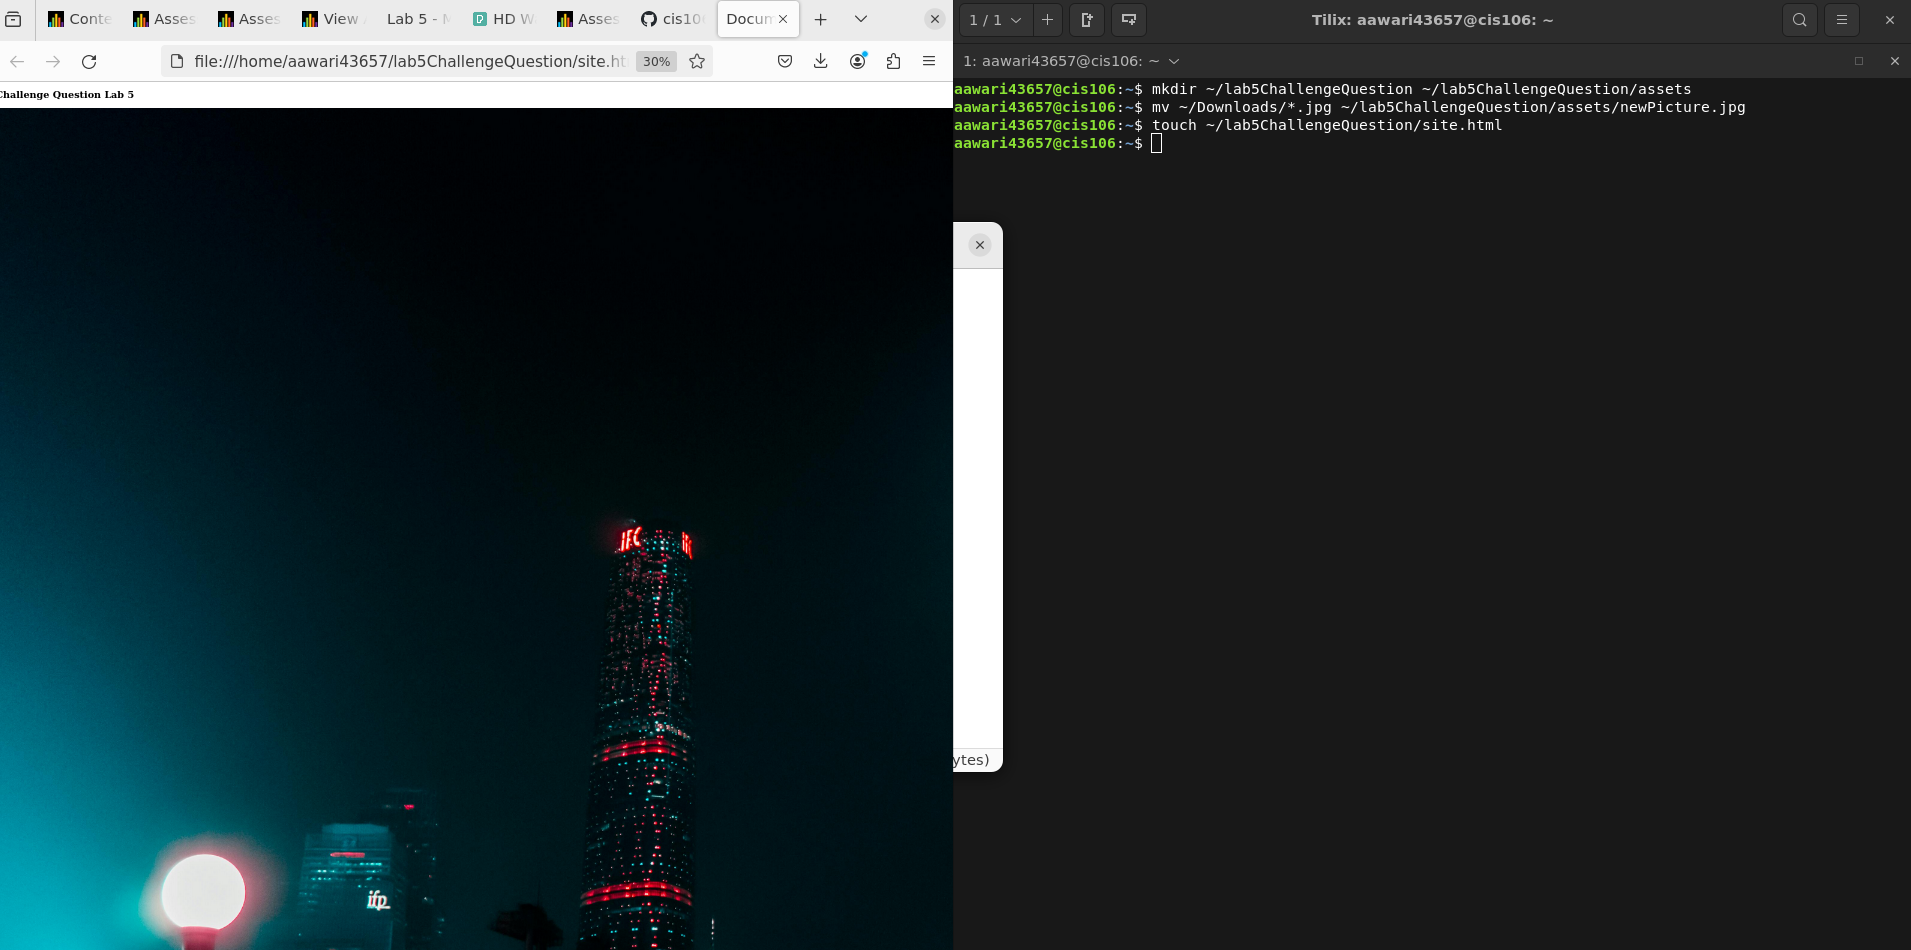 Conte
Asses
Asses
View
Lab 5 - M
HD W
Asses
cis10
Docum
file:///home/aawari43657/lab5ChallengeQuestion/site.ht
30%
Challenge Question Lab 5
IFC
ifp
1 / 1
Tilix: aawari43657@cis106: ~
1: aawari43657@cis106: ~
aawari43657@cis106:~$ mkdir ~/lab5ChallengeQuestion ~/lab5ChallengeQuestion/assets
aawari43657@cis106:~$ mv ~/Downloads/*.jpg ~/lab5ChallengeQuestion/assets/newPicture.jpg
aawari43657@cis106:~$ touch ~/lab5ChallengeQuestion/site.html
aawari43657@cis106:~$
ytes)